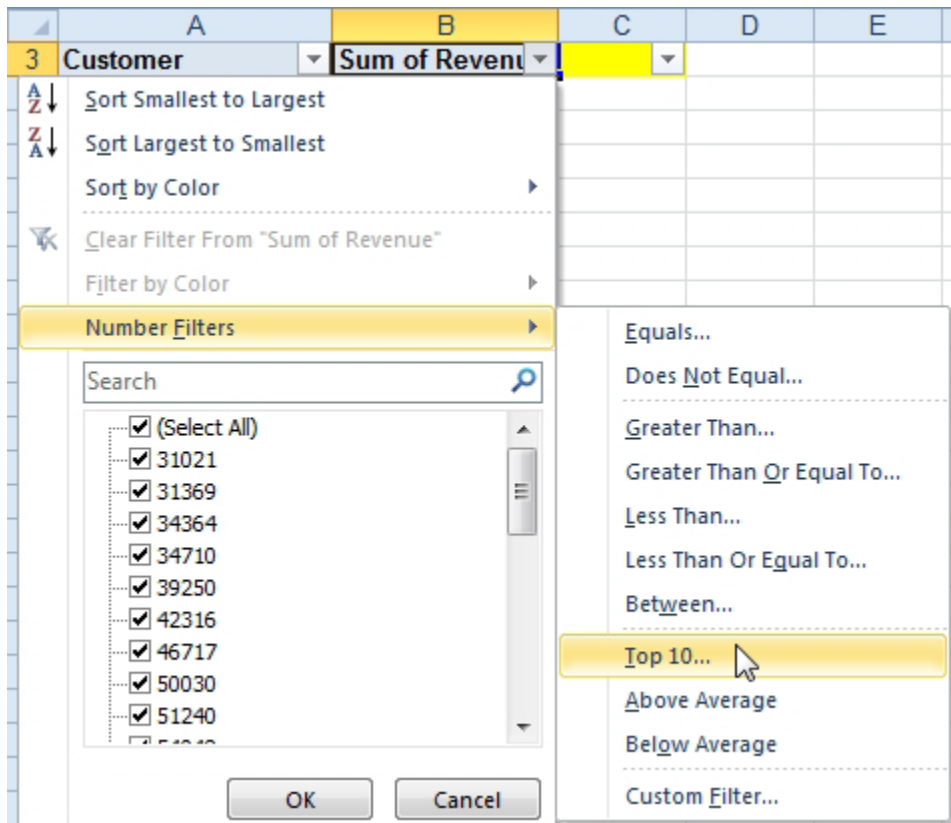 A B C D E
3 Customer Sum of Revenu
A Z Sort Smallest to Largest
Z A Sort Largest to Smallest
Sort by Color
Clear Filter From "Sum of Revenue"
Filter by Color
Number Filters
Search
(Select All)
31021
31369
34364
34710
39250
42316
46717
50030
51240
OK Cancel
Equals...
Does Not Equal...
Greater Than...
Greater Than Or Equal To...
Less Than...
Less Than Or Equal To...
Between...
Top 10...
Above Average
Below Average
Custom Filter...